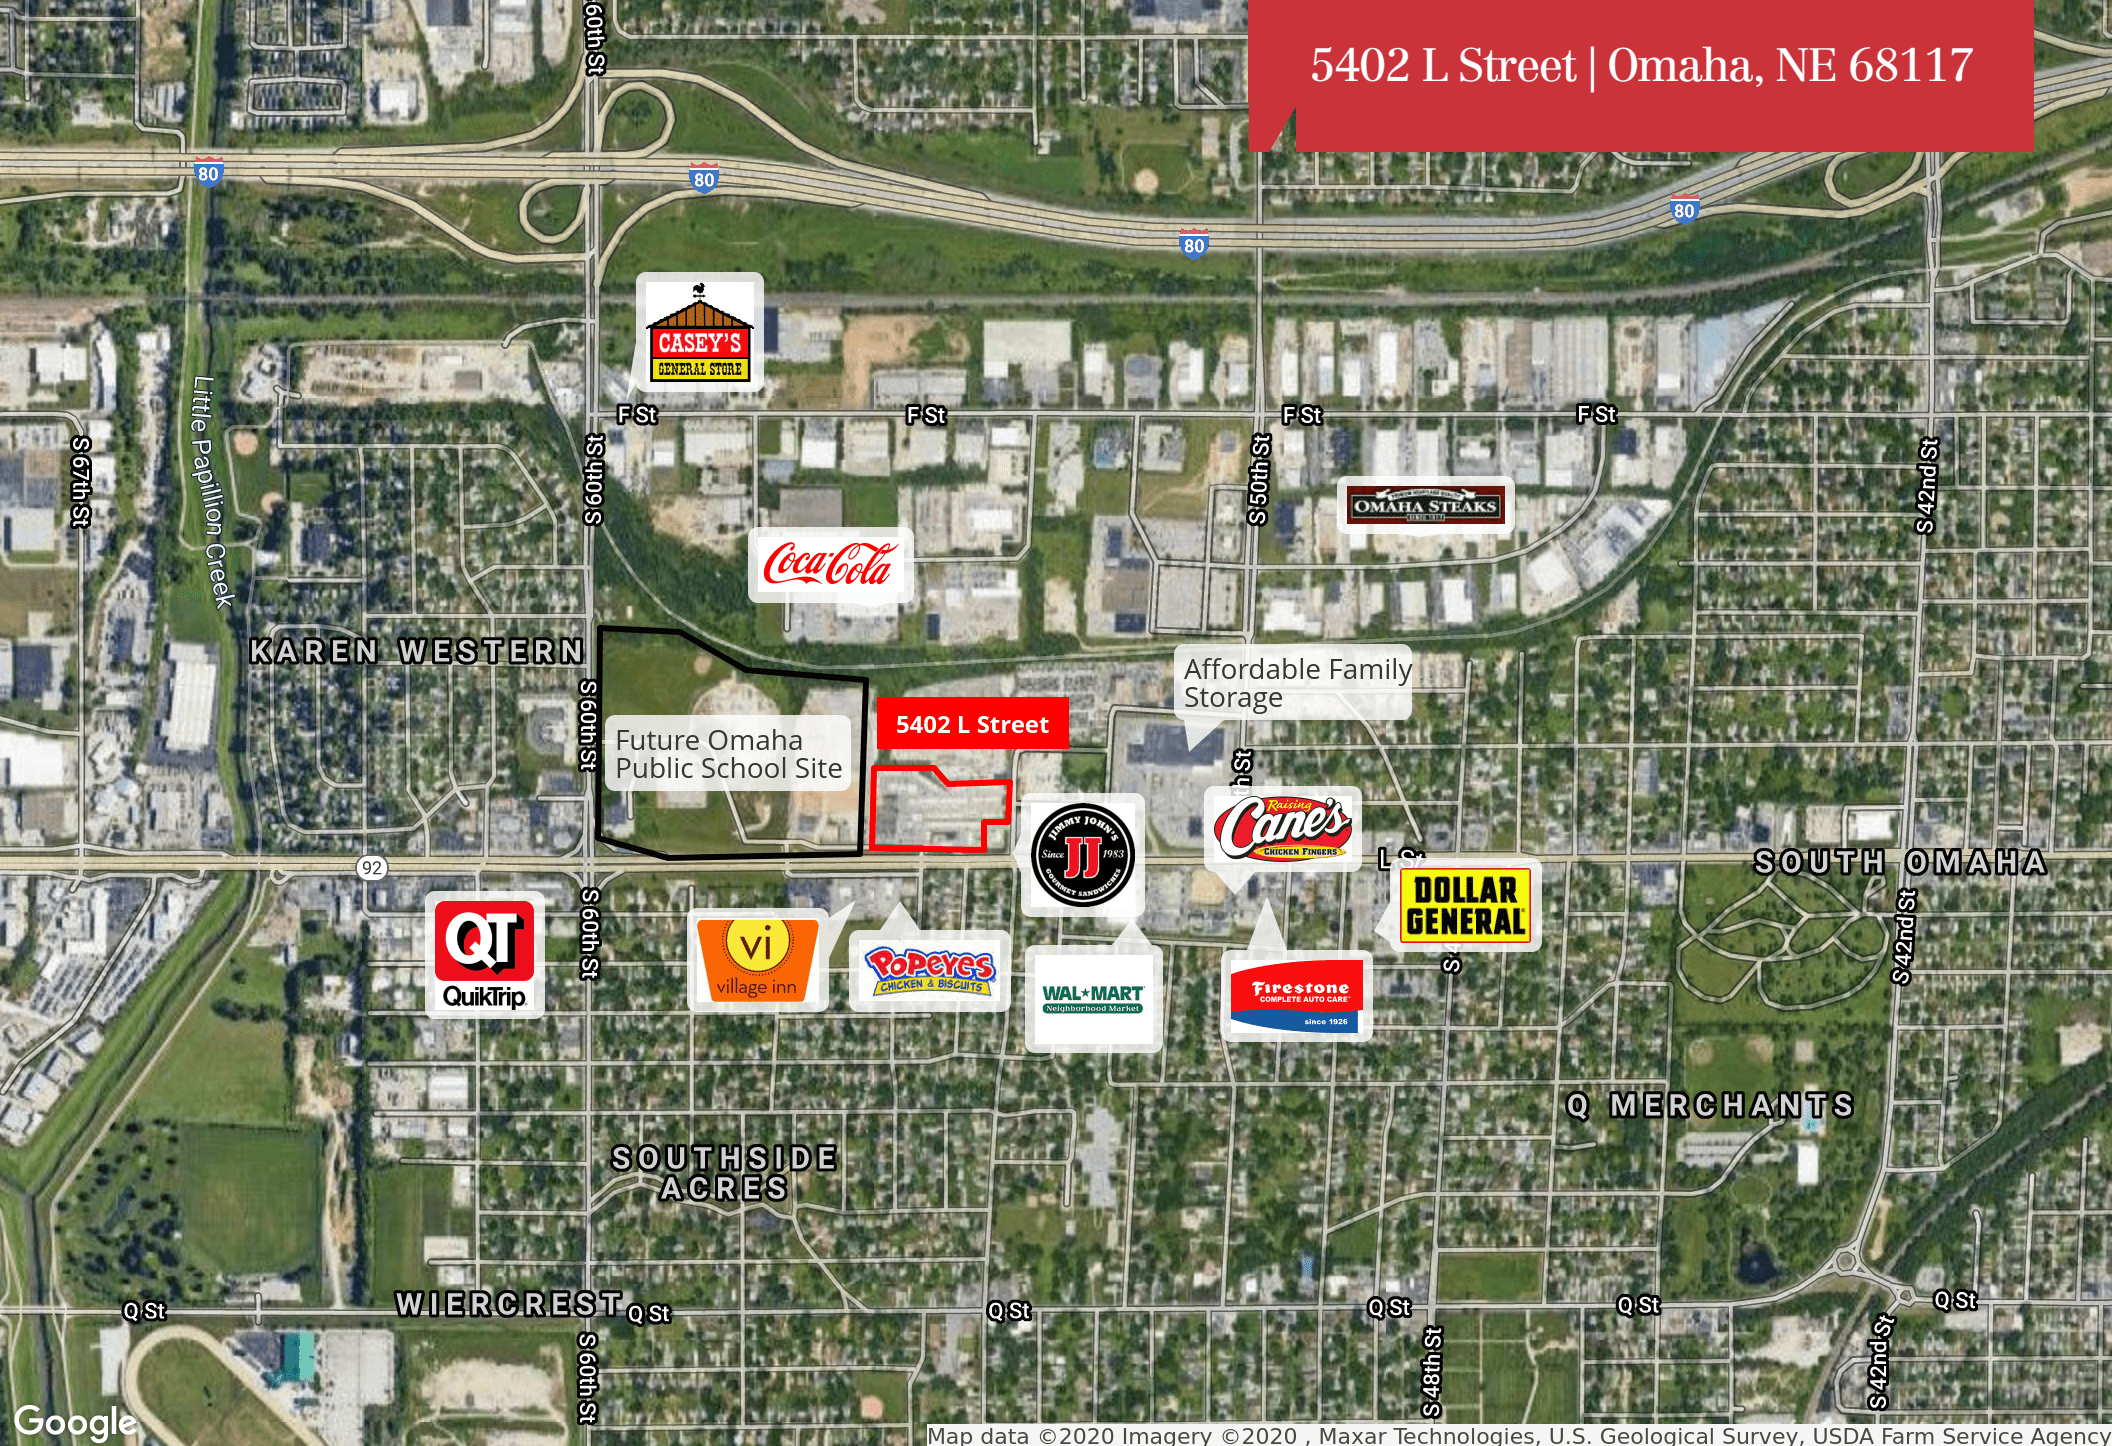 60th St
5402 L Street | Omaha, NE 68117
80
80
80
80
CASEY'S
GENERAL STORE
F St
F St
F St
F St
S 67th St
Little Papillion Creek
S 60th St
S 50th St
S 42nd St
OMAHA STEAKS
Coca-Cola
KAREN WESTERN
Affordable Family
Storage
S 60th St
5402 L Street
Future Omaha
Public School Site
th St
Raising
Cane's
CHICKEN FINGERS
JIMMY JOHN'S
Since JJ 1983
GOURMET SANDWICHES
L St
SOUTH OMAHA
92
DOLLAR
GENERAL
QT
QuikTrip
S 60th St
vi
village inn
POPEYES
CHICKEN & BISCUITS
WAL★MART
Neighborhood Market
Firestone
COMPLETE AUTO CARE
since 1926
S 42nd St
Q MERCHANTS
SOUTHSIDE
ACRES
WIERCREST
Q St
Q St
Q St
Q St
Q St
Q St
S 60th St
S 48th St
S 42nd St
Google
Map data ©2020 Imagery ©2020 , Maxar Technologies, U.S. Geological Survey, USDA Farm Service Agency